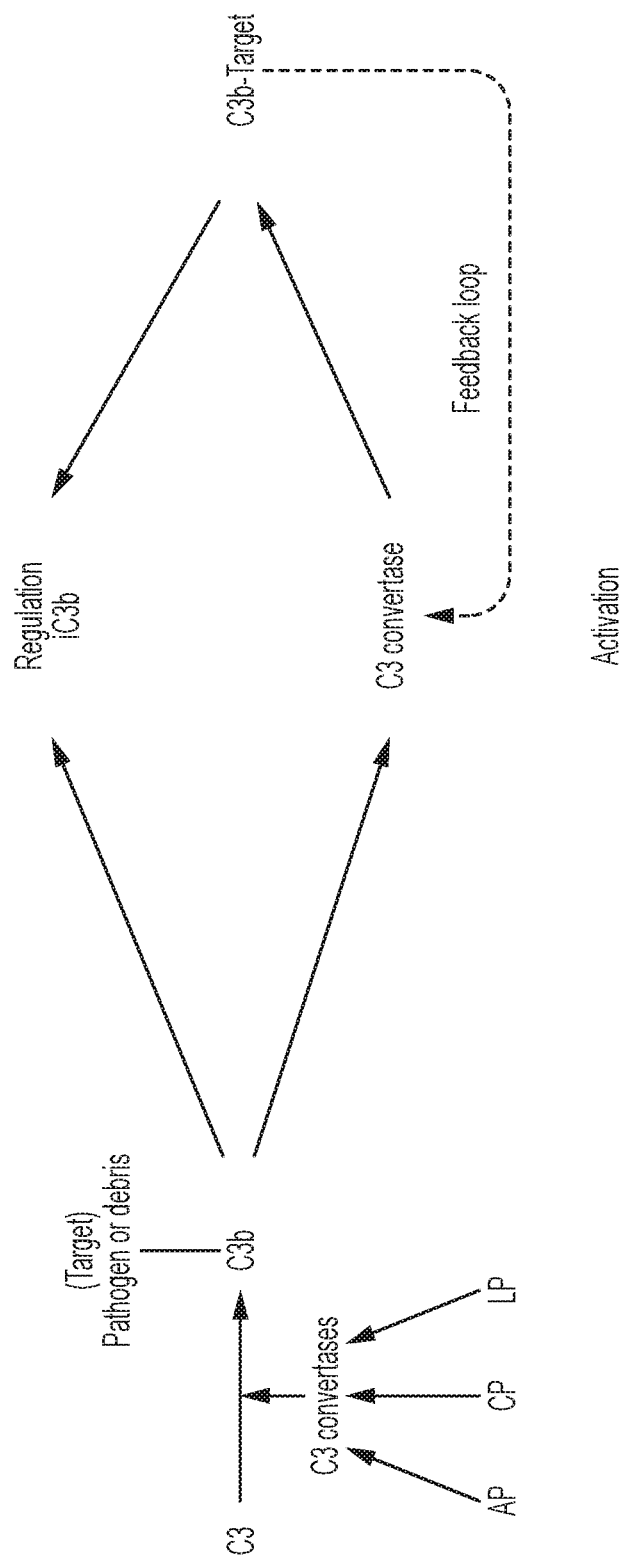 Regulation
iC3b
(Target)
Pathogen or debris
C3
C3b
C3b-Target
C3 convertases
C3 convertase
Feedback loop
AP
CP
LP
Activation